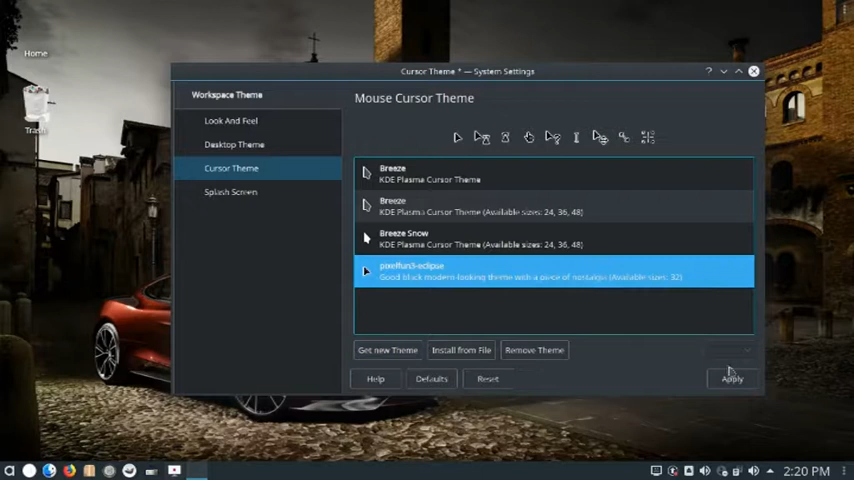 Home
Trash
Cursor Theme * — System Settings
Workspace Theme
Look And Feel
Desktop Theme
Cursor Theme
Splash Screen
Mouse Cursor Theme
Breeze
KDE Plasma Cursor Theme
Breeze
KDE Plasma Cursor Theme (Available sizes: 24, 36, 48)
Breeze Snow
KDE Plasma Cursor Theme (Available sizes: 24, 36, 48)
pixelfun3-eclipse
Good black modern-looking theme with a piece of nostalgia (Available sizes: 32)
Get new Theme
Install from File
Remove Theme
Help
Defaults
Reset
Apply
2:20 PM